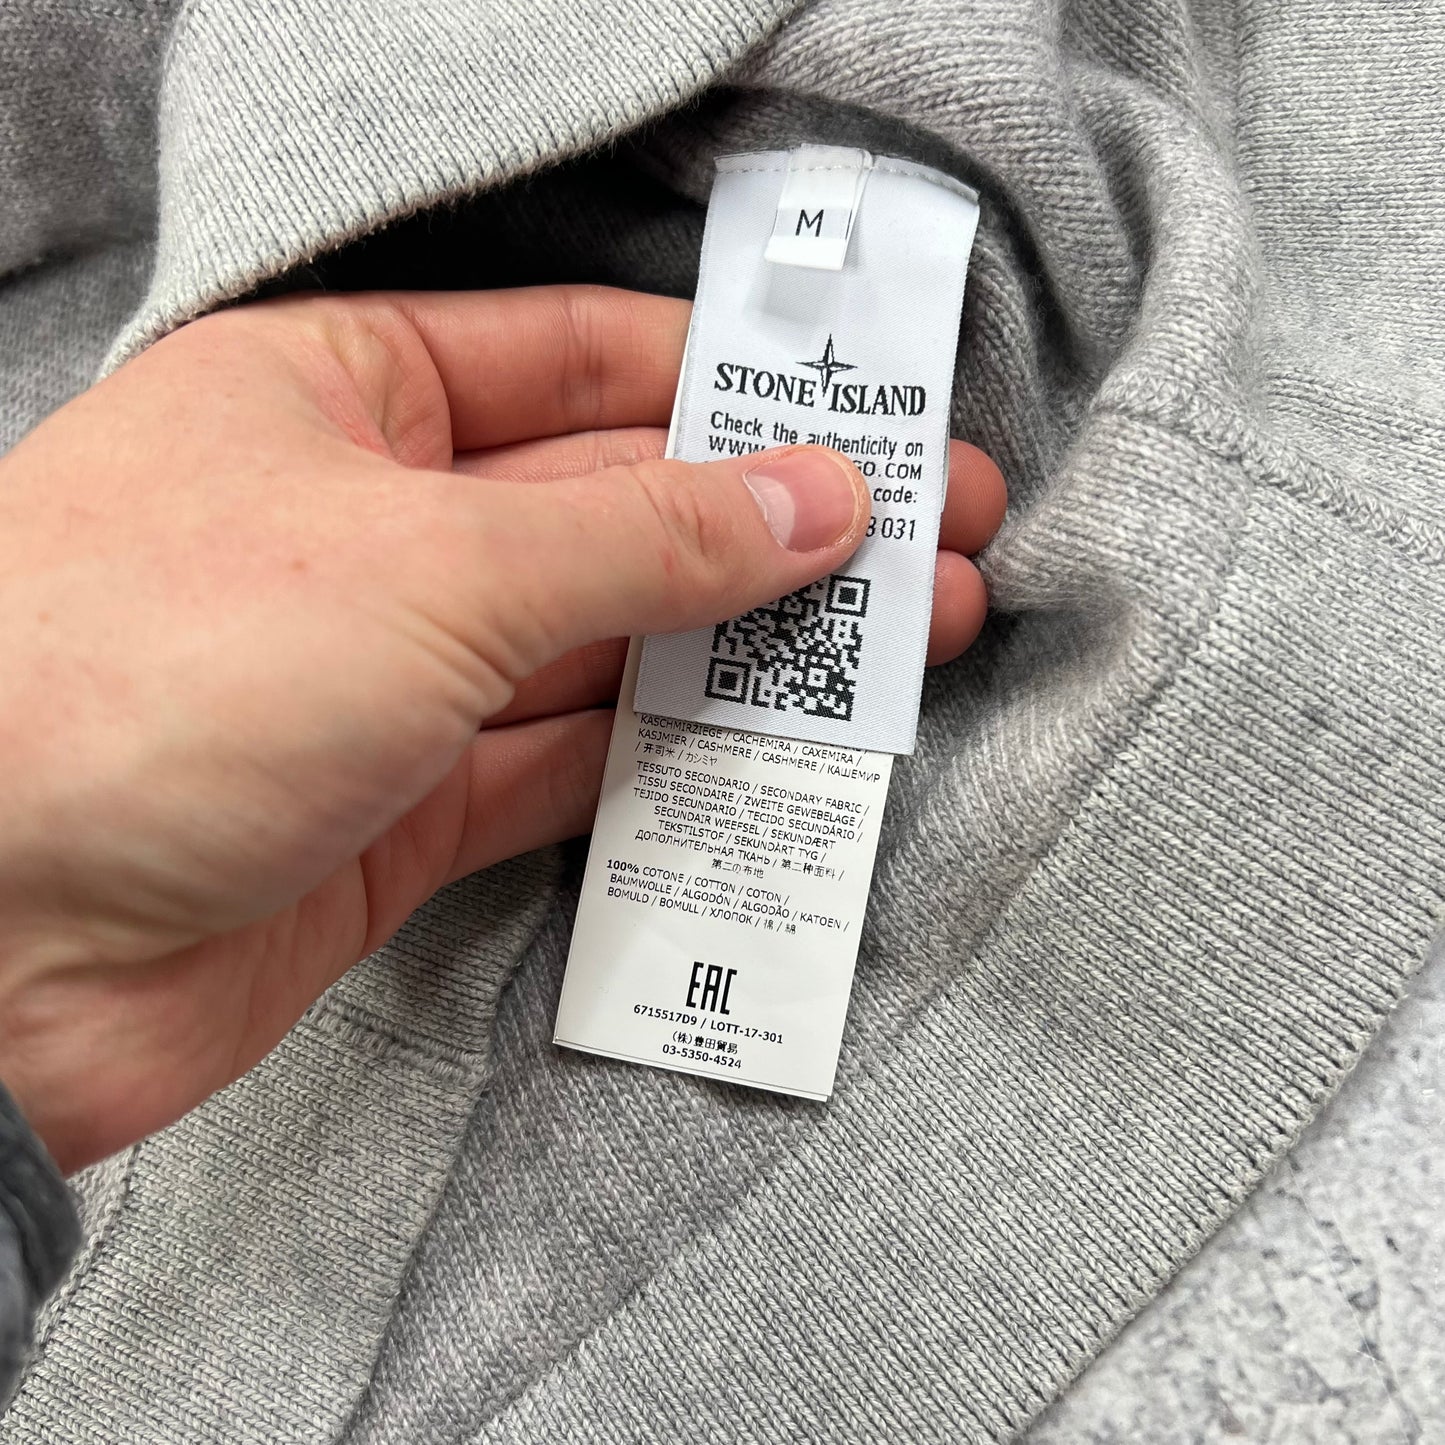 M
STONE ISLAND
Check the authenticity on
WWW. GO.COM
code:
8 031
KASCHMIRZIEGE / CACHEMIRA / CAXEMIRA /
KASJMIER / CASHMERE / CASHMERE / КАШЕМИР
/ 开司米 / カシミヤ
TESSUTO SECONDARIO / SECONDARY FABRIC /
TISSU SECONDAIRE / ZWEITE GEWEBELAGE /
TEJIDO SECUNDARIO / TECIDO SECUNDÁRIO /
SECUNDAIR WEEFSEL / SEKUNDÆRT
TEKSTILSTOF / SEKUNDÄRT TYG /
ДОПОЛНИТЕЛЬНАЯ ТКАНЬ / 第二种面料 /
第二の布地
100% COTONE / COTTON / COTON /
BAUMWOLLE / ALGODÓN / ALGODÃO / KATOEN /
BOMULD / BOMULL / ХЛОПОК / 棉 / 綿
EAC
6715517D9 / LOTT-17-301
(株)豊田貿易
03-5350-4524